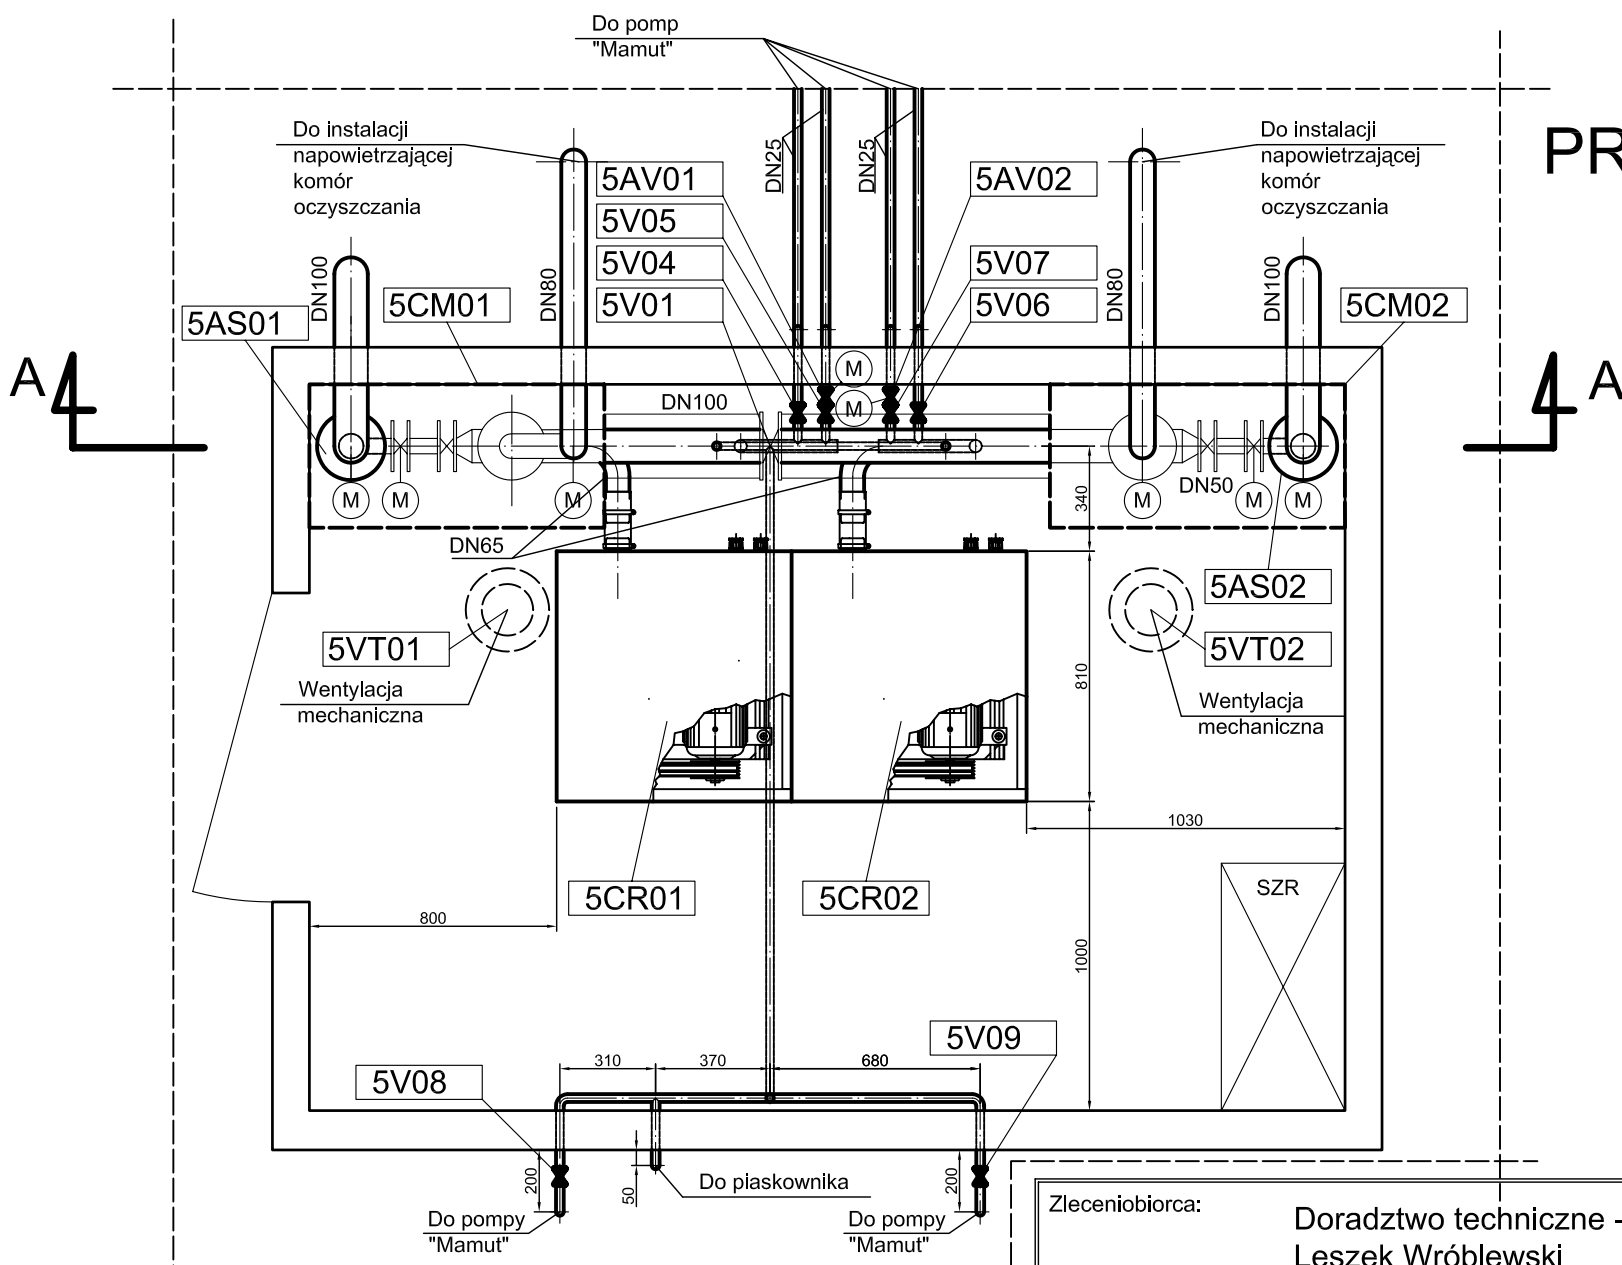 Do pomp
"Mamut"
Do instalacji
napowietrzającej
komór
oczyszczania
DN25
DN25
Do instalacji
napowietrzającej
komór
oczyszczania
PR
5AV01
5V05
5V04
5V01
5AV02
5V07
5V06
DN100
DN80
DN80
DN100
5AS01
5CM01
5CM02
A
A
M
M
DN100
M
M
M
M
DN50
M
M
340
DN65
5AS02
5VT01
5VT02
Wentylacja
mechaniczna
810
Wentylacja
mechaniczna
1030
5CR01
5CR02
SZR
800
1000
5V09
310
370
680
5V08
200
50
200
Do piaskownika
Do pompy
"Mamut"
Do pompy
"Mamut"
Zleceniobiorca:
Doradztwo techniczne -
Leszek Wróblewski